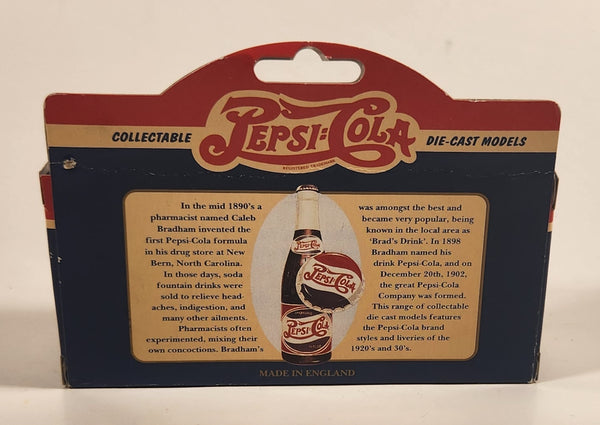 COLLECTABLE
PEPSI=COLA
REGISTERED TRADEMARK
DIE-CAST MODELS
In the mid 1890's a
pharmacist named Caleb
Bradham invented the
first Pepsi-Cola formula
in his drug store at
New Bern, North Carolina.
In those days, soda
fountain drinks were
sold to relieve head-
aches, indigestion, and
many other ailments.
Pharmacists often
experimented, mixing their
own concoctions. Bradham's
PEPSI=COLA
PEPSI=COLA
PEPSI=COLA
was amongst the best and
became very popular, being
known in the local area as
'Brad's Drink'. In 1898
Bradham named his
drink Pepsi-Cola, and on
December 20th, 1902,
the great Pepsi-Cola
Company was formed.
This range of collectable
die cast models features
the Pepsi-Cola brand
styles and liveries of the
1920's and 30's.
MADE IN ENGLAND